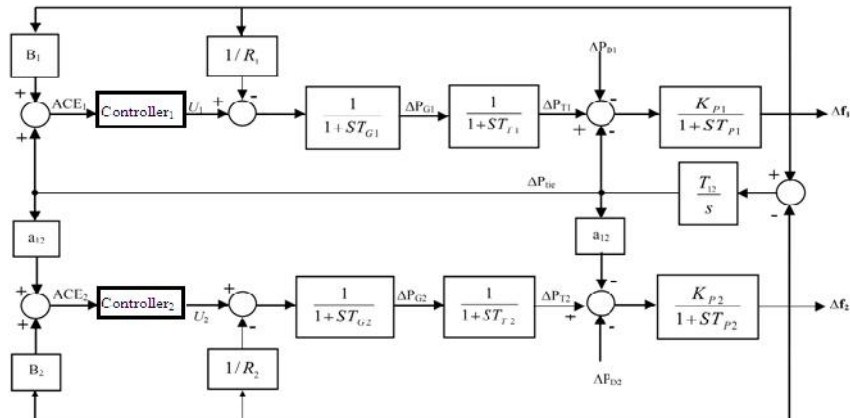 B₁
1/R₁
ΔP_D1
ACE₁
Controller₁
U₁
1
1+ST_G1
ΔP_G1
1
1+ST_T1
ΔP_T1
K_P1
1+ST_P1
Δf₁
ΔP_tie
T₁₂
s
a₁₂
a₁₂
ACE₂
Controller₂
U₂
1
1+ST_G2
ΔP_G2
1
1+ST_T2
ΔP_T2
K_P2
1+ST_P2
Δf₂
B₂
1/R₂
ΔP_D2